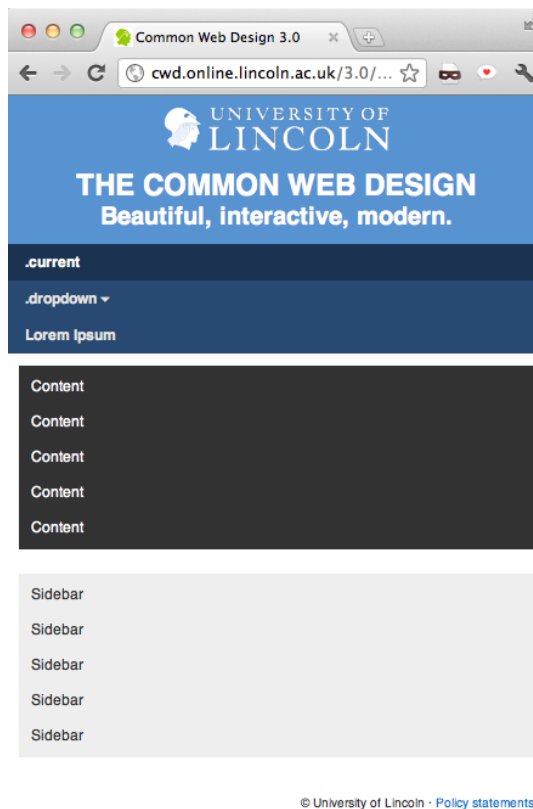 Common Web Design 3.0
cwd.online.lincoln.ac.uk/3.0/...
UNIVERSITY OF
LINCOLN
THE COMMON WEB DESIGN
Beautiful, interactive, modern.
.current
.dropdown
Lorem Ipsum
Content
Content
Content
Content
Content
Sidebar
Sidebar
Sidebar
Sidebar
Sidebar
© University of Lincoln · Policy statements